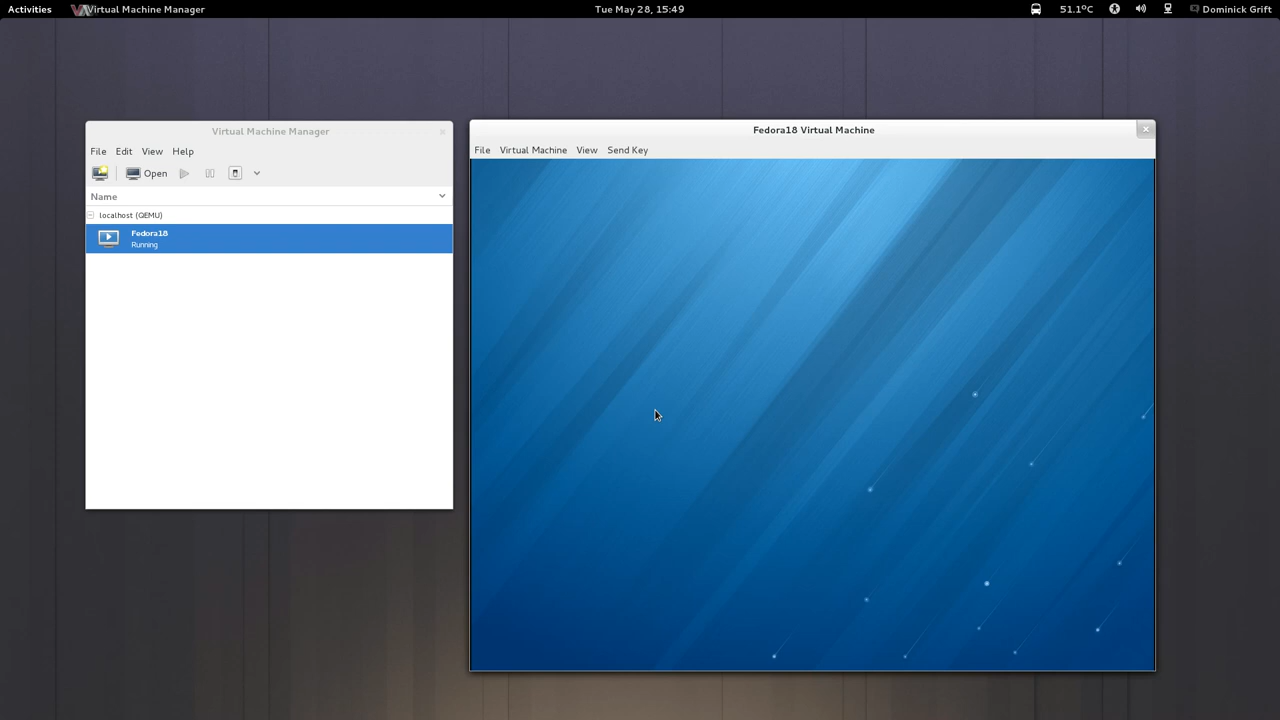 Activities Virtual Machine Manager Tue May 28, 15:49 51.1°C Dominick Grift
Virtual Machine Manager
File Edit View Help
Open
Name
localhost (QEMU)
Fedora18
Running
Fedora18 Virtual Machine
File Virtual Machine View Send Key